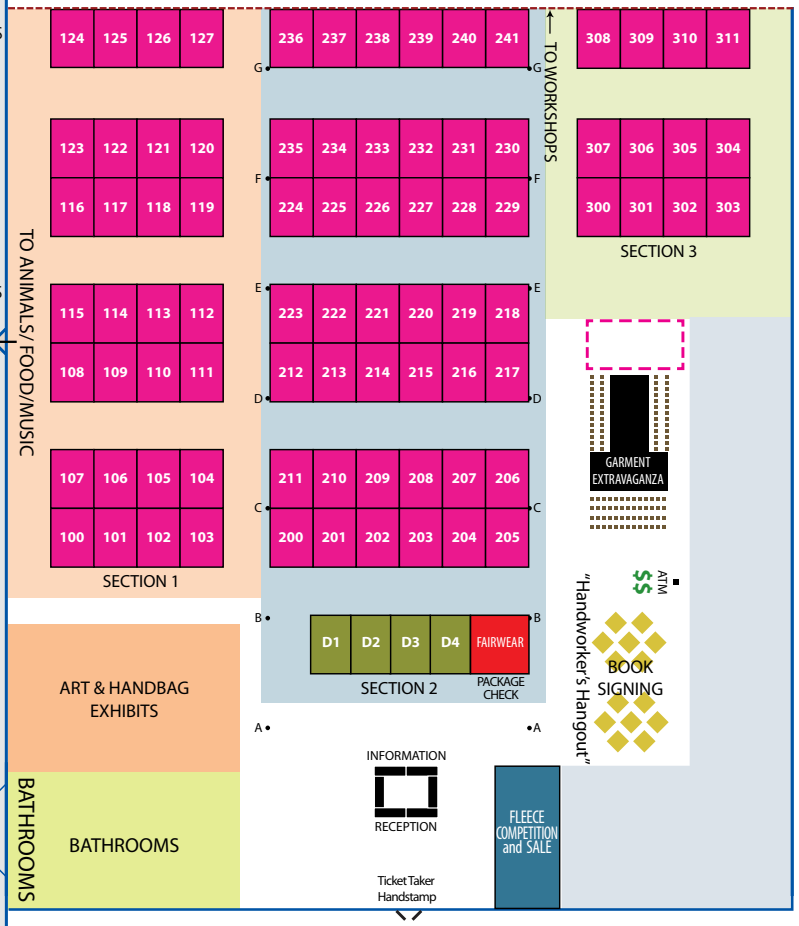 124 125 126 127
236 237 238 239 240 241
308 309 310 311
G
G
TO WORKSHOPS
123 122 121 120
235 234 233 232 231 230
307 306 305 304
F
F
116 117 118 119
224 225 226 227 228 229
300 301 302 303
SECTION 3
TO ANIMALS/ FOOD/MUSIC
E
E
115 114 113 112
223 222 221 220 219 218
108 109 110 111
212 213 214 215 216 217
D
D
GARMENT
EXTRAVAGANZA
107 106 105 104
211 210 209 208 207 206
C
C
100 101 102 103
200 201 202 203 204 205
SECTION 1
$$
ATM
"Handworker's Hangout"
B
B
D1 D2 D3 D4 FAIRWEAR
SECTION 2
PACKAGE
CHECK
BOOK
SIGNING
ART & HANDBAG
EXHIBITS
A
A
INFORMATION
RECEPTION
BATHROOMS
BATHROOMS
FLEECE
COMPETITION
and SALE
Ticket Taker
Handstamp